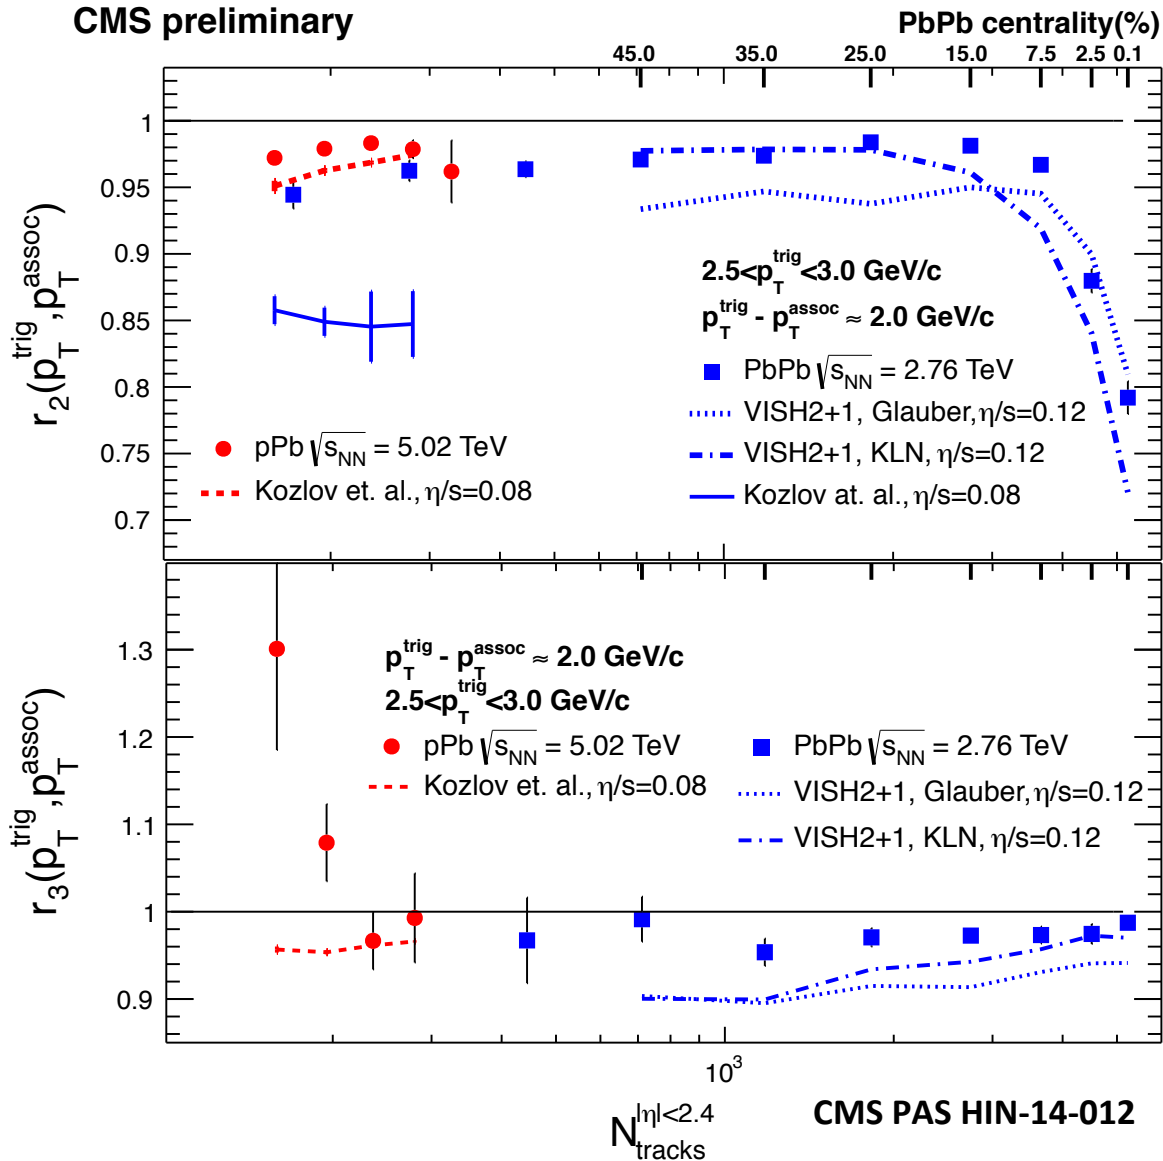 CMS preliminary
PbPb centrality(%)
45.0 35.0 25.0 15.0 7.5 2.5 0.1
1
0.95
0.9
0.85
0.8
0.75
0.7
r2(pTtrig,pTassoc)
2.5<pTtrig<3.0 GeV/c
pTtrig - pTassoc ≈ 2.0 GeV/c
PbPb √sNN = 2.76 TeV
VISH2+1, Glauber,η/s=0.12
VISH2+1, KLN, η/s=0.12
Kozlov at. al., η/s=0.08
pPb √sNN = 5.02 TeV
Kozlov et. al., η/s=0.08
1.3
1.2
1.1
1
0.9
r3(pTtrig,pTassoc)
pTtrig - pTassoc ≈ 2.0 GeV/c
2.5<pTtrig<3.0 GeV/c
pPb √sNN = 5.02 TeV
Kozlov et. al., η/s=0.08
PbPb √sNN = 2.76 TeV
VISH2+1, Glauber,η/s=0.12
VISH2+1, KLN, η/s=0.12
10³
N|η|<2.4tracks
CMS PAS HIN-14-012